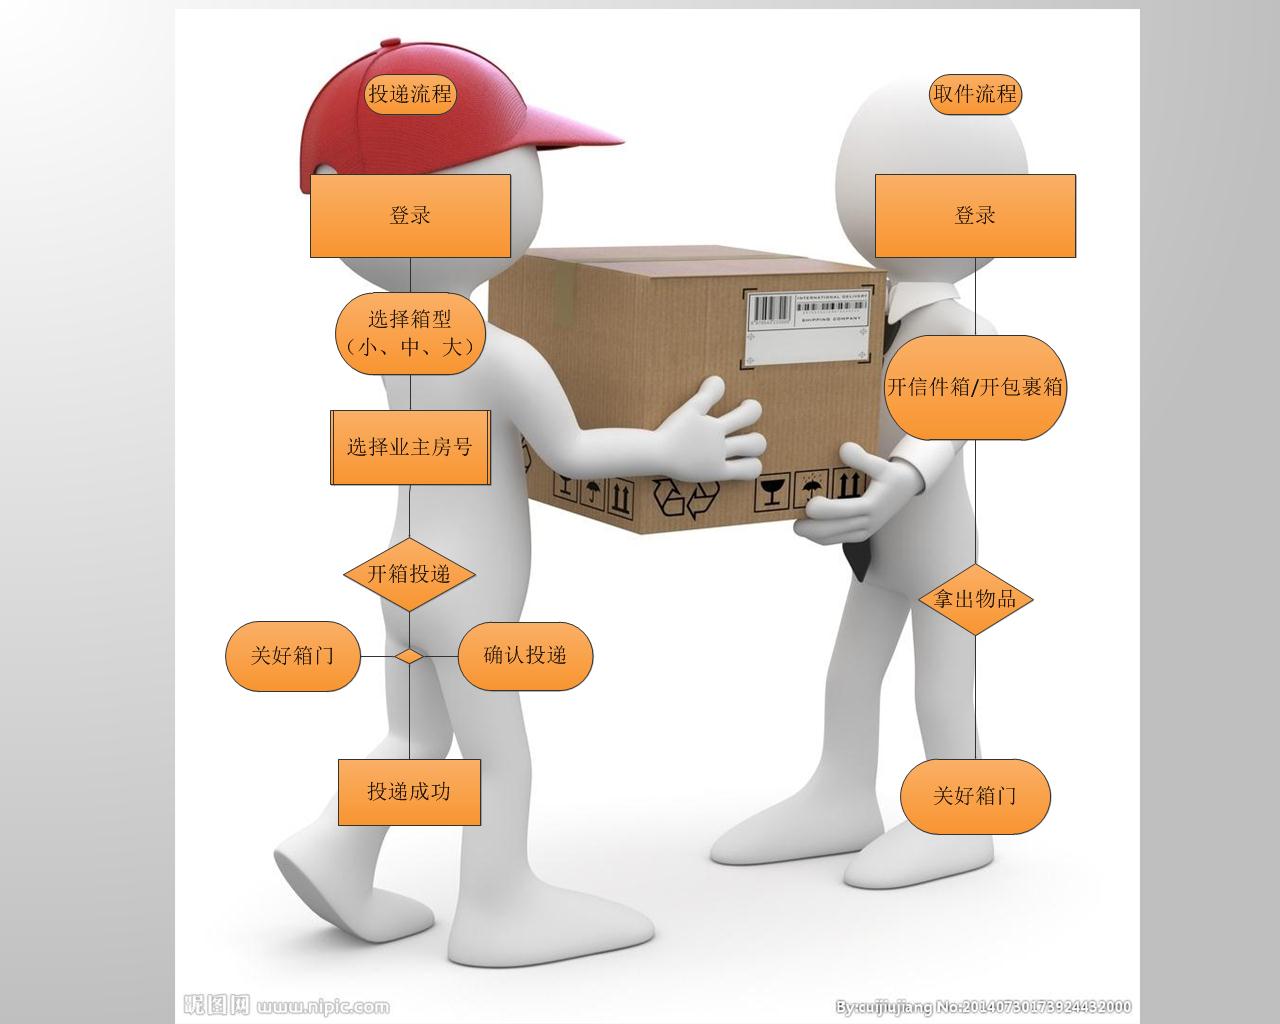 投递流程
登录
选择箱型
（小、中、大）
选择业主房号
开箱投递
关好箱门
确认投递
投递成功
取件流程
登录
开信件箱/开包裹箱
拿出物品
关好箱门
INTERNATIONAL DELIVERY
SHIPPING COMPANY
昵图网 www.nipic.com
By:cuijiujiang No:20140730173924432000